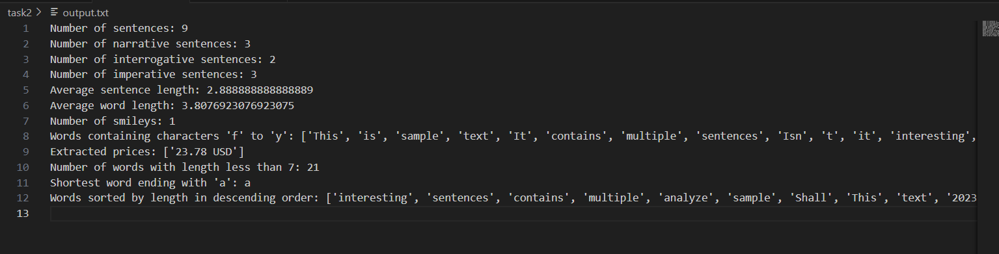 task2 > output.txt
1 Number of sentences: 9
2 Number of narrative sentences: 3
3 Number of interrogative sentences: 2
4 Number of imperative sentences: 3
5 Average sentence length: 2.888888888888889
6 Average word length: 3.8076923076923075
7 Number of smileys: 1
8 Words containing characters 'f' to 'y': ['This', 'is', 'sample', 'text', 'It', 'contains', 'multiple', 'sentences', 'Isn', 't', 'it', 'interesting',
9 Extracted prices: ['23.78 USD']
10 Number of words with length less than 7: 21
11 Shortest word ending with 'a': a
12 Words sorted by length in descending order: ['interesting', 'sentences', 'contains', 'multiple', 'analyze', 'sample', 'Shall', 'This', 'text', '2023
13